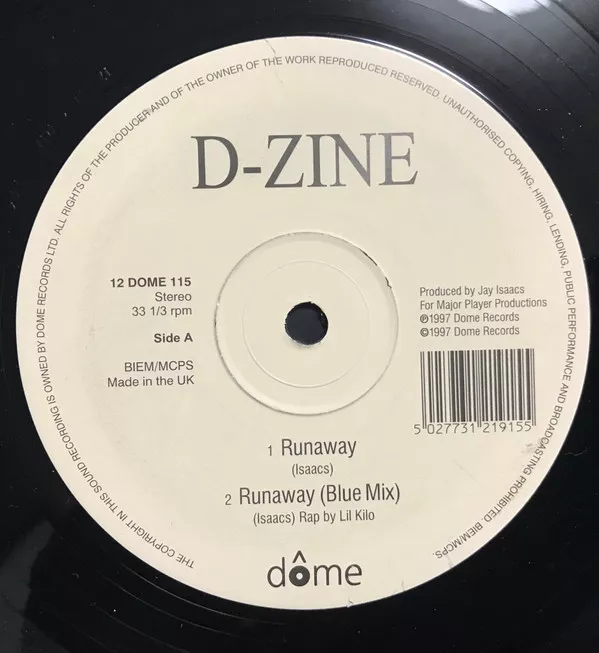 THE COPYRIGHT IN THIS SOUND RECORDING IS OWNED BY DOME RECORDS LTD. ALL RIGHTS OF THE PRODUCER AND OF THE OWNER OF THE WORK REPRODUCED RESERVED. UNAUTHORISED COPYING, HIRING, LENDING, PUBLIC PERFORMANCE AND BROADCASTING PROHIBITED. BIEM/MCPS.
D-ZINE
12 DOME 115
Stereo
33 1/3 rpm
Side A
BIEM/MCPS
Made in the UK
Produced by Jay Isaacs
For Major Player Productions
℗1997 Dome Records
©1997 Dome Records
5 027731 219155
1 Runaway
(Isaacs)
2 Runaway (Blue Mix)
(Isaacs) Rap by Lil Kilo
dôme